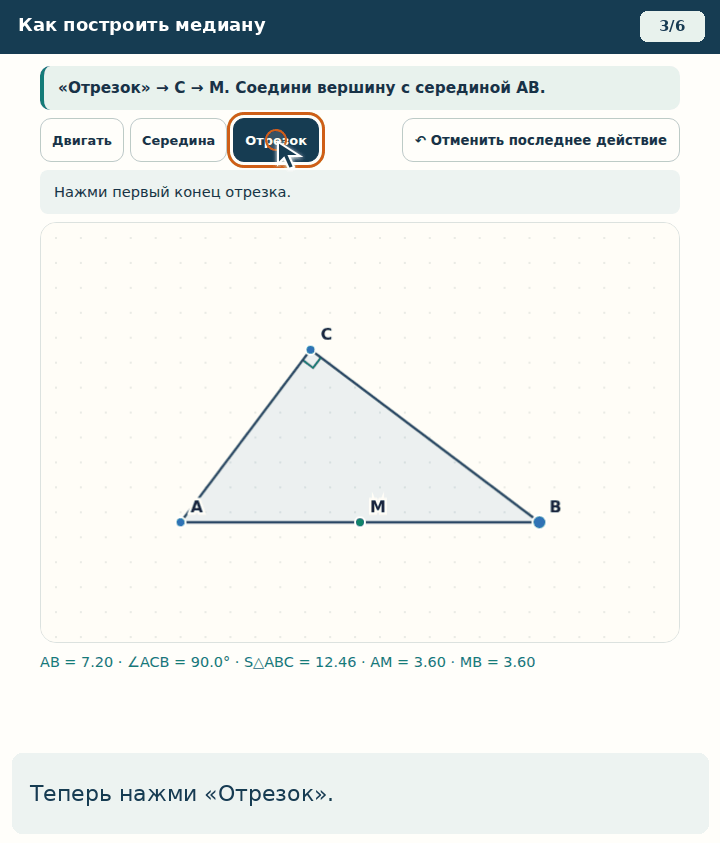 Как построить медиану
3/6
«Отрезок» → C → M. Соедини вершину с серединой AB.
Двигать
Середина
Отрезок
↶ Отменить последнее действие
Нажми первый конец отрезка.
C
A
M
B
AB = 7.20 · ∠ACB = 90.0° · S△ABC = 12.46 · AM = 3.60 · MB = 3.60
Теперь нажми «Отрезок».